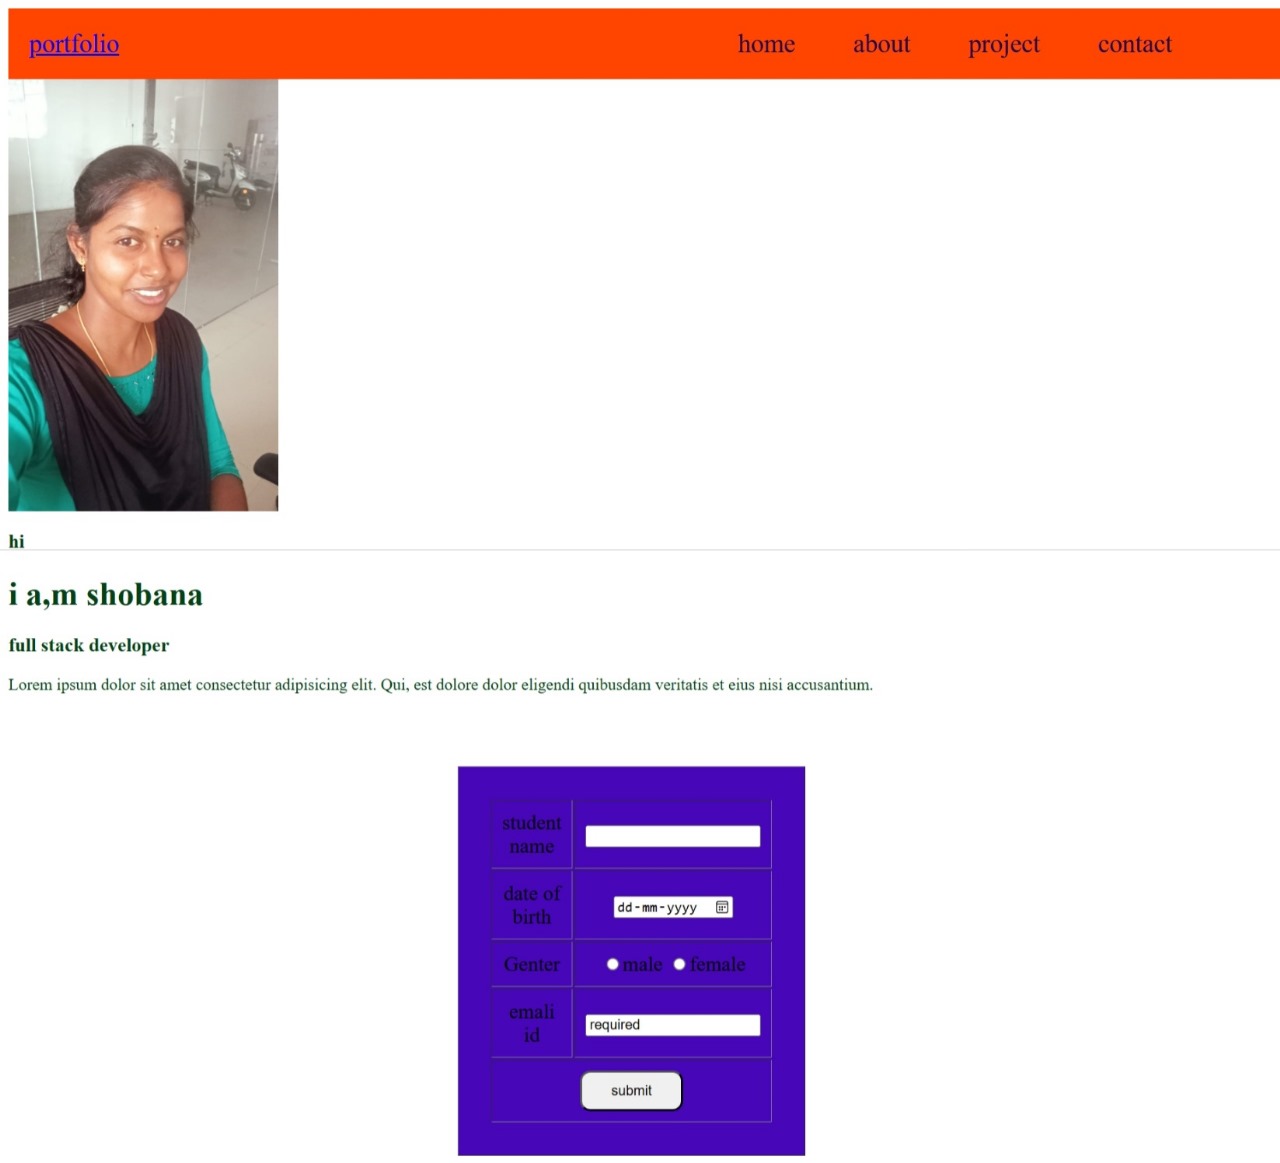 portfolio home about project contact
hi
i a,m shobana
full stack developer
Lorem ipsum dolor sit amet consectetur adipisicing elit. Qui, est dolore dolor eligendi quibusdam veritatis et eius nisi accusantium.
student
name
date of
birth
dd-mm-yyyy
Genter
male female
emali
id
required
submit